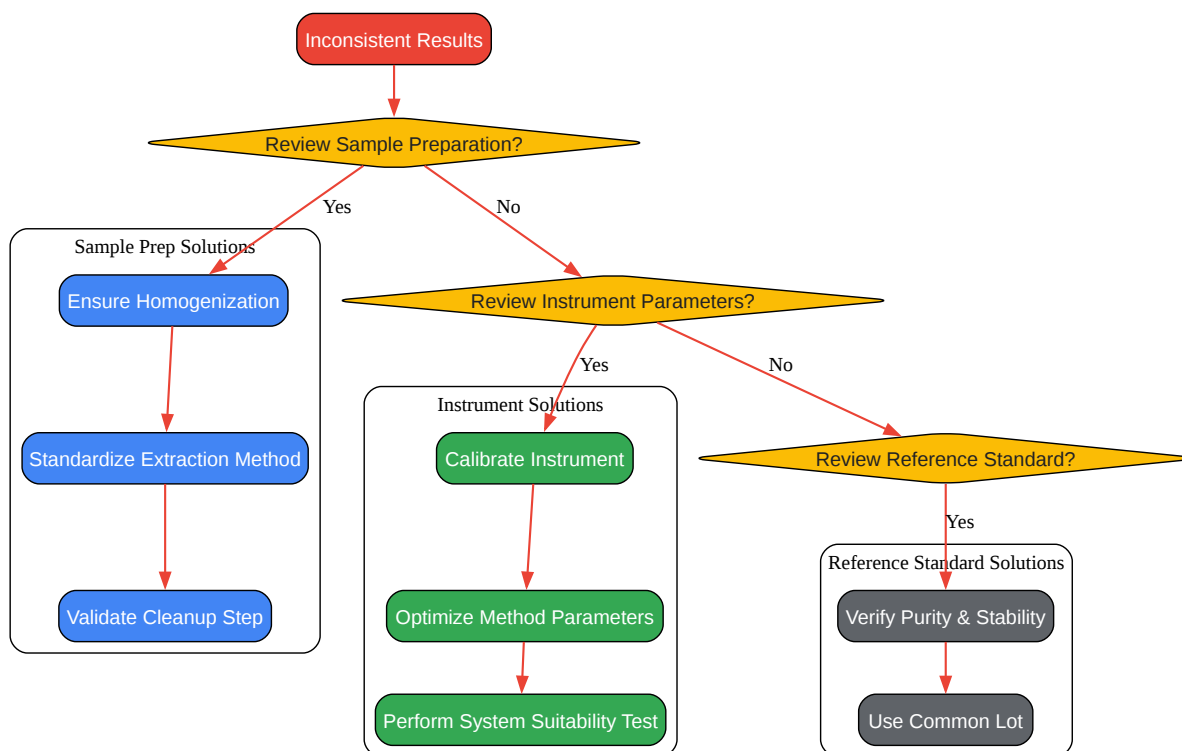 Inconsistent Results
Review Sample Preparation?
Yes
No
Sample Prep Solutions
Ensure Homogenization
Review Instrument Parameters?
Yes
No
Instrument Solutions
Standardize Extraction Method
Calibrate Instrument
Review Reference Standard?
Yes
Reference Standard Solutions
Validate Cleanup Step
Optimize Method Parameters
Verify Purity & Stability
Perform System Suitability Test
Use Common Lot